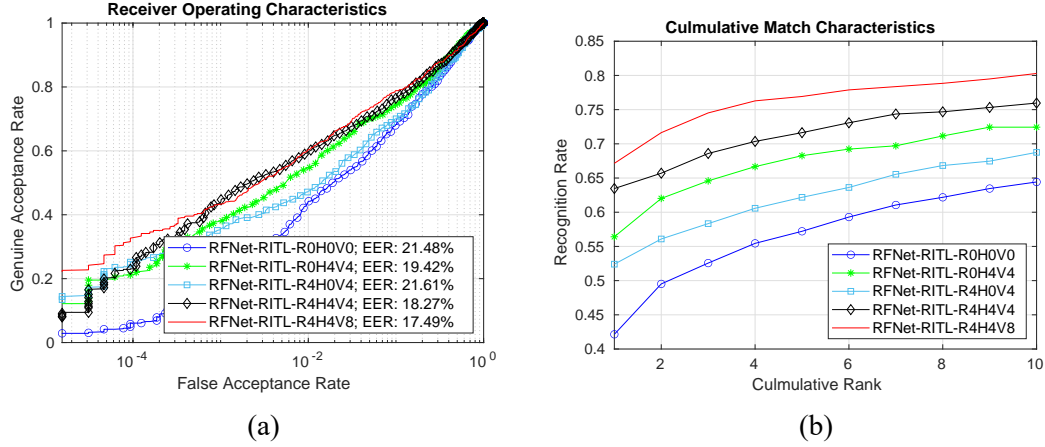 Receiver Operating Characteristics
1
0.8
0.6
0.4
0.2
0
Genuine Acceptance Rate
RFNet-RITL-R0H0V0; EER: 21.48%
RFNet-RITL-R0H4V4; EER: 19.42%
RFNet-RITL-R4H0V4; EER: 21.61%
RFNet-RITL-R4H4V4; EER: 18.27%
RFNet-RITL-R4H4V8; EER: 17.49%
10^-4
10^-2
10^0
False Acceptance Rate
(a)
Culmulative Match Characteristics
0.85
0.8
0.75
0.7
0.65
0.6
0.55
0.5
0.45
0.4
Recognition Rate
RFNet-RITL-R0H0V0
RFNet-RITL-R0H4V4
RFNet-RITL-R4H0V4
RFNet-RITL-R4H4V4
RFNet-RITL-R4H4V8
2
4
6
8
10
Culmulative Rank
(b)